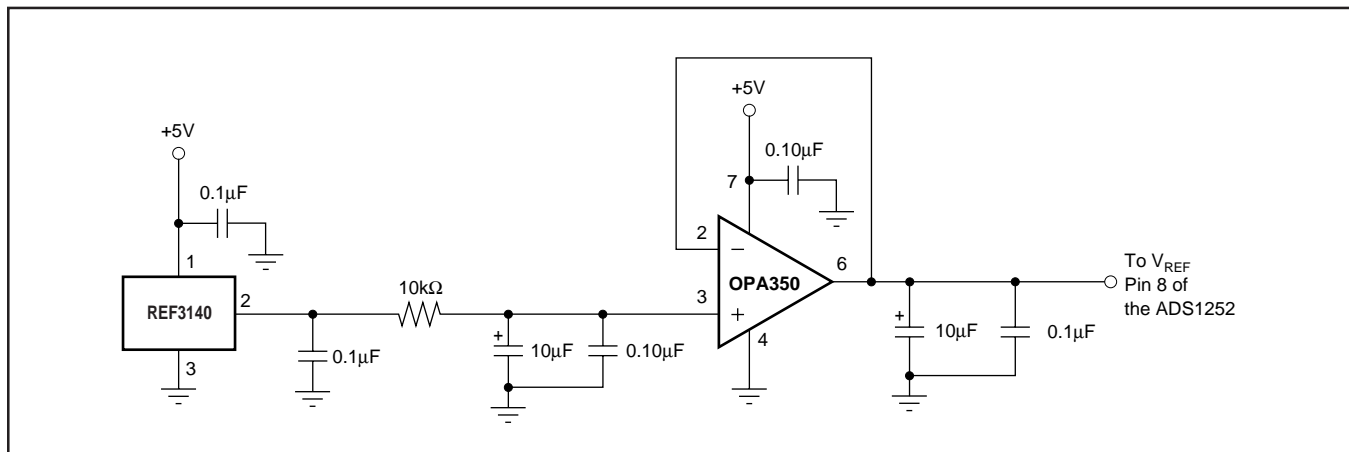 +5V
0.1µF
1
REF3140
2
3
0.1µF
10kΩ
+
10µF
0.10µF
+5V
0.10µF
7
2
−
3
+
OPA350
6
4
+
10µF
0.1µF
To VREF
Pin 8 of
the ADS1252